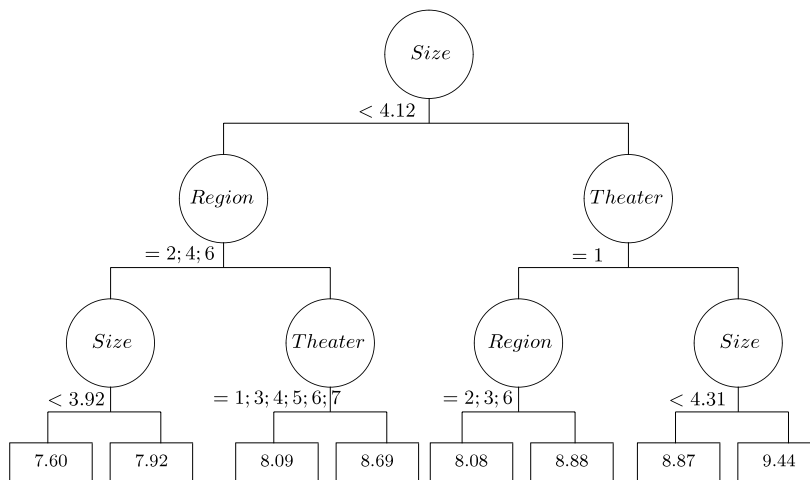 Size
< 4.12
Region
Theater
= 2; 4; 6
= 1
Size
Theater
Region
Size
< 3.92
= 1; 3; 4; 5; 6; 7
= 2; 3; 6
< 4.31
7.60
7.92
8.09
8.69
8.08
8.88
8.87
9.44